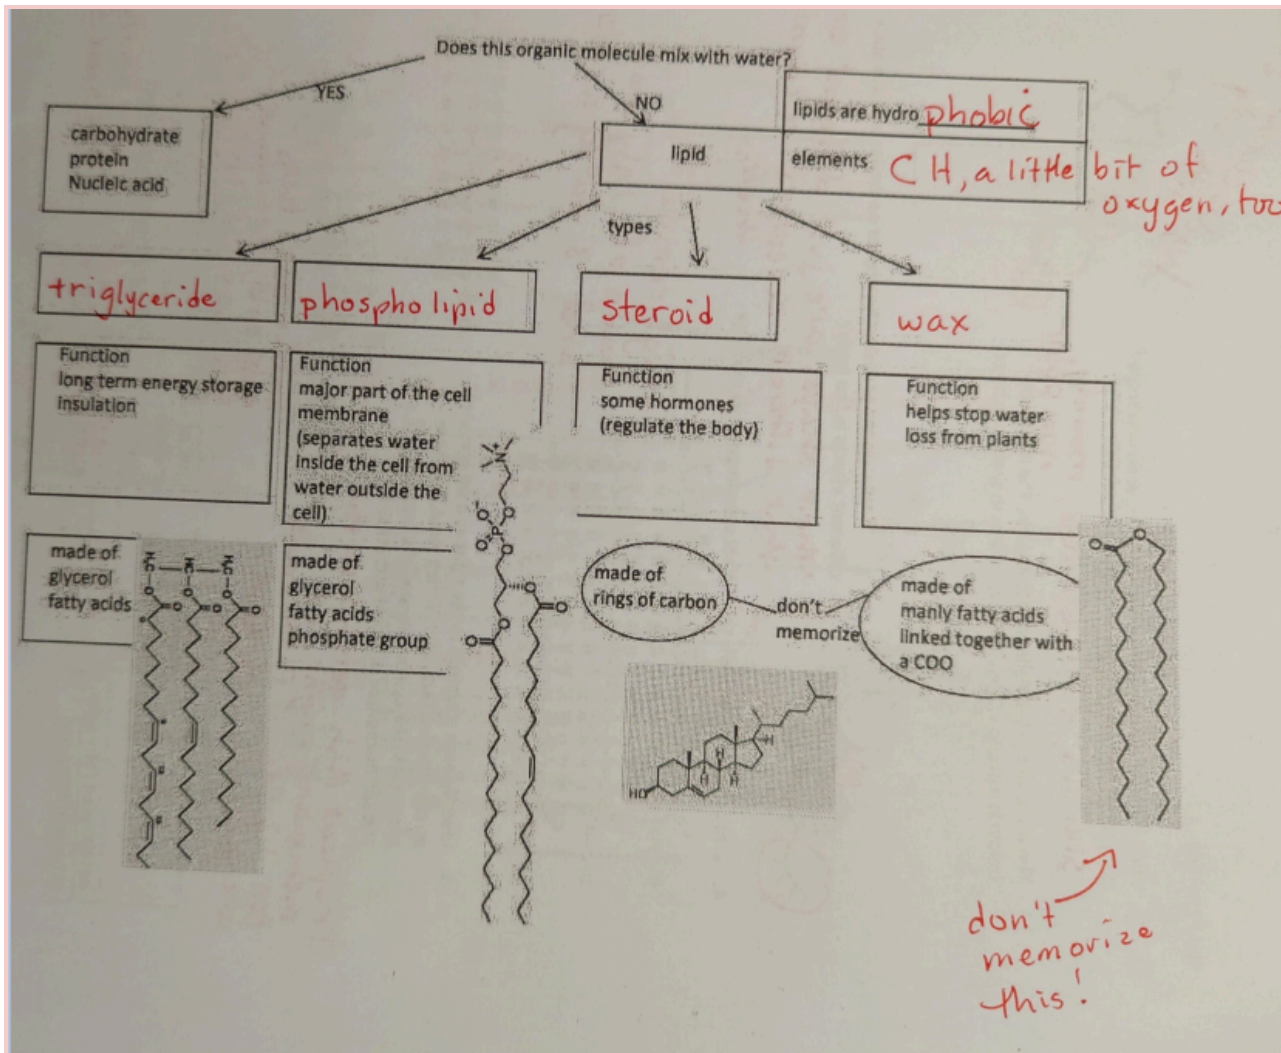 Does this organic molecule mix with water?
YES
NO
carbohydrate
protein
Nucleic acid
lipid
lipids are hydro phobic
elements CH, a little bit of
oxygen, too
types
triglyceride
phospho lipid
steroid
wax
Function
long term energy storage
insulation
Function
major part of the cell
membrane
(separates water
inside the cell from
water outside the
cell)
Function
some hormones
(regulate the body)
Function
helps stop water
loss from plants
made of
glycerol
fatty acids
made of
glycerol
fatty acids
phosphate group
made of
rings of carbon
don't
memorize
made of
manly fatty acids
linked together with
a COO
HO
H
H
H
H
don't
memorize
this!